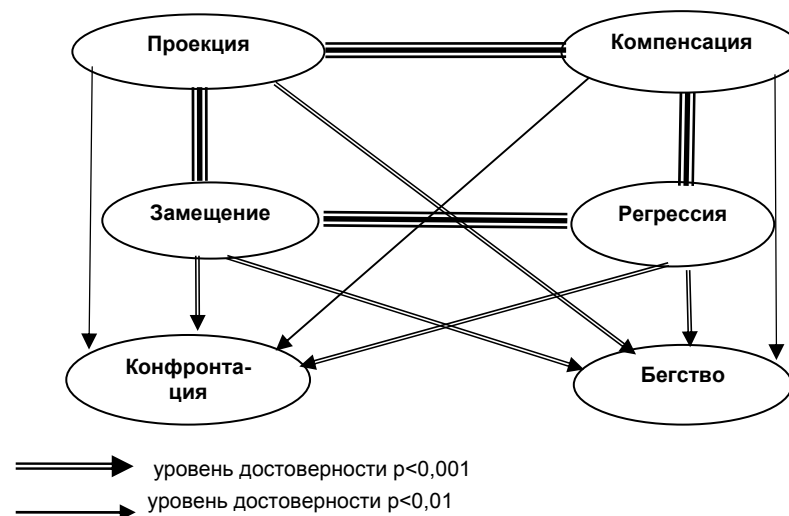 Проекция
Компенсация
Замещение
Регрессия
Конфронта-
ция
Бегство
уровень достоверности p<0,001
уровень достоверности p<0,01